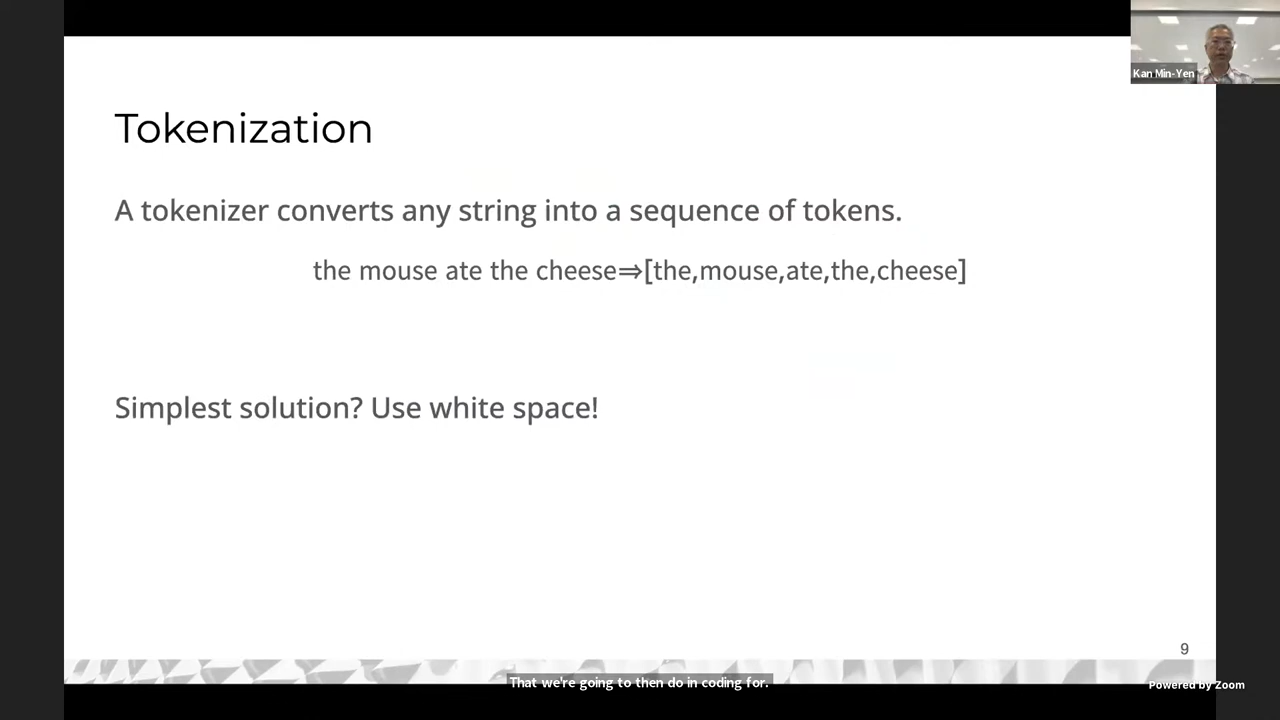 Kan Min-Yen
Tokenization
A tokenizer converts any string into a sequence of tokens.
the mouse ate the cheese⇒[the,mouse,ate,the,cheese]
Simplest solution? Use white space!
9
That we're going to then do in coding for.
Powered by Zoom